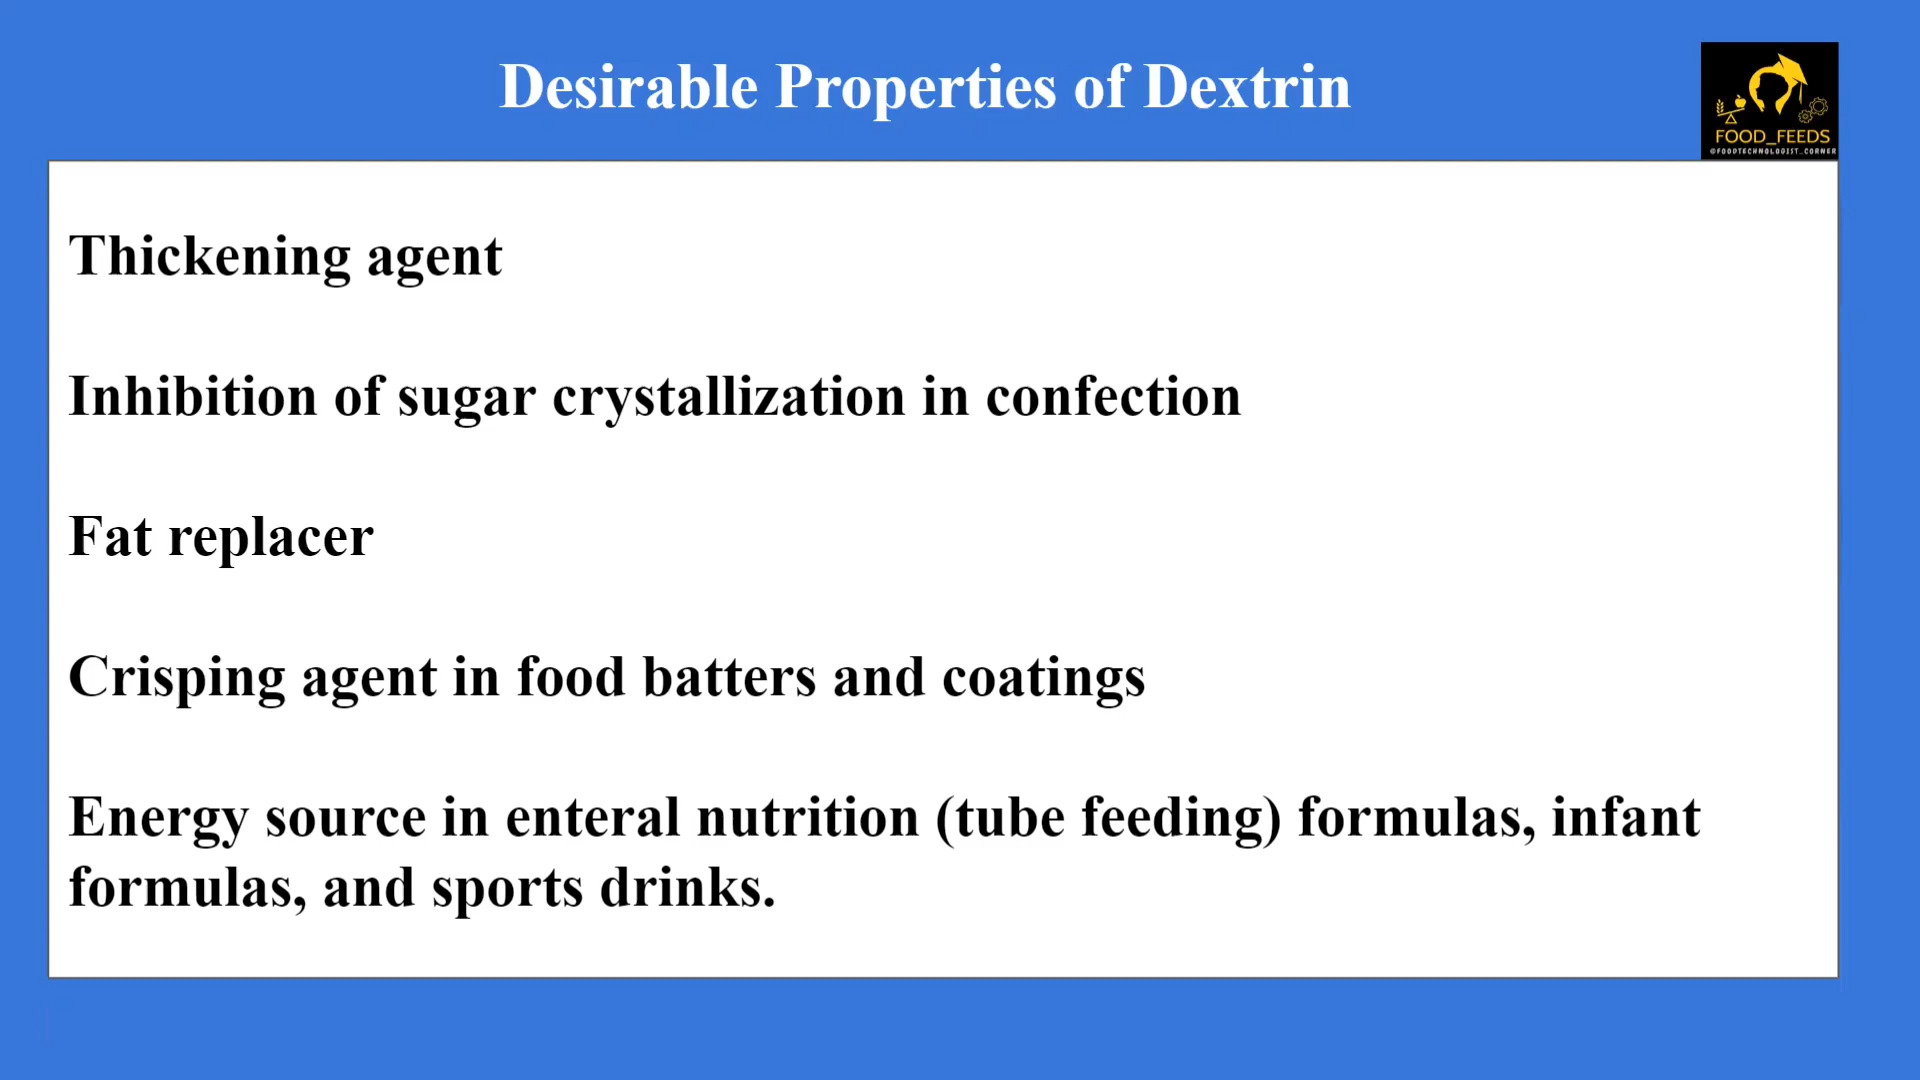 Desirable Properties of Dextrin
FOOD_FEEDS
@FOODTECHNOLOGIST_CORNER
Thickening agent
Inhibition of sugar crystallization in confection
Fat replacer
Crisping agent in food batters and coatings
Energy source in enteral nutrition (tube feeding) formulas, infant
formulas, and sports drinks.